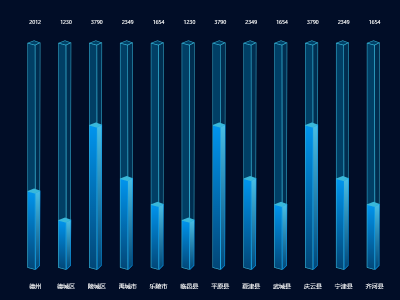 2012 1230 3790 2349 1654 1230 3790 2349 1654 3790 2349 1654
德州 德城区 陵城区 禹城市 乐陵市 临邑县 平原县 夏津县 武城县 庆云县 宁津县 齐河县